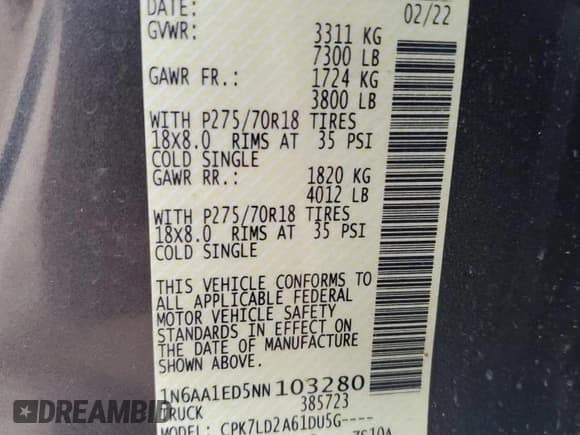 DATE: 02/22
GVWR: 3311 KG
7300 LB
GAWR FR.: 1724 KG
3800 LB
WITH P275/70R18 TIRES
18X8.0 RIMS AT 35 PSI
COLD SINGLE
GAWR RR.: 1820 KG
4012 LB
WITH P275/70R18 TIRES
18X8.0 RIMS AT 35 PSI
COLD SINGLE
THIS VEHICLE CONFORMS TO
ALL APPLICABLE FEDERAL
MOTOR VEHICLE SAFETY
STANDARDS IN EFFECT ON
THE DATE OF MANUFACTURE
SHOWN ABOVE.
1N6AA1ED5NN103280
TRUCK 385723
MODEL: CPK7LD2A61DU5G----